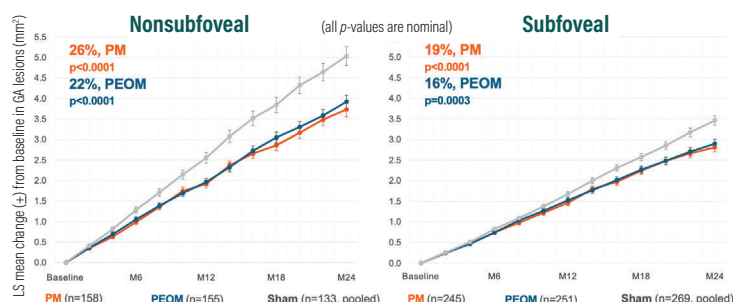 Nonsubfoveal
(all p-values are nominal)
Subfoveal
LS mean change (±) from baseline in GA lesions (mm²)
5.5
5.0
4.5
4.0
3.5
3.0
2.5
2.0
1.5
1.0
0.5
0.0
26%, PM
p<0.0001
22%, PEOM
p<0.0001
Baseline M6 M12 M18 M24
PM (n=158) PEOM (n=155) Sham (n=133, pooled)
5.5
5.0
4.5
4.0
3.5
3.0
2.5
2.0
1.5
1.0
0.5
0.0
19%, PM
p<0.0001
16%, PEOM
p=0.0003
Baseline M6 M12 M18 M24
PM (n=245) PEOM (n=251) Sham (n=269, pooled)